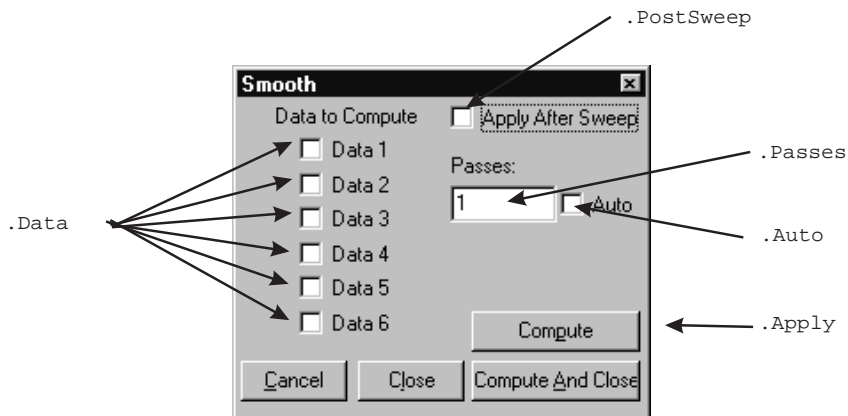 .PostSweep
Smooth
Data to Compute
Apply After Sweep
Data 1
Data 2
Data 3
Data 4
Data 5
Data 6
Passes:
1
Auto
.Data
.Passes
.Auto
.Apply
Compute
Cancel
Close
Compute And Close